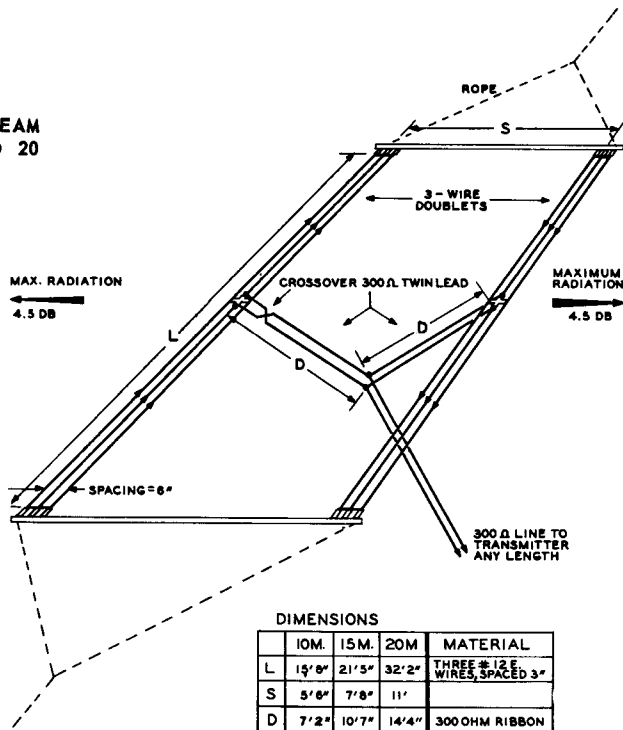 EAM
20
ROPE
S
3-WIRE
DOUBLETS
MAX. RADIATION
4.5 DB
CROSSOVER 300Ω TWIN LEAD
MAXIMUM
RADIATION
4.5 DB
D
L
D
SPACING=6"
300Ω LINE TO
TRANSMITTER
ANY LENGTH
DIMENSIONS
10M. 15M. 20M MATERIAL
L 15'8" 21'5" 32'2" THREE #12 E. WIRES, SPACED 3"
S 5'6" 7'8" 11'
D 7'2" 10'7" 14'4" 300 OHM RIBBON